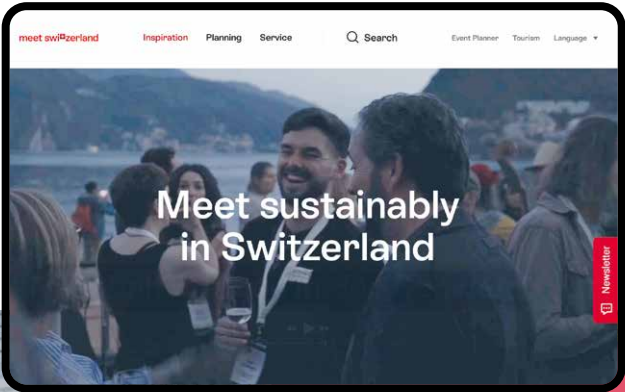 meet swi zerland
Inspiration
Planning
Service
Search
Event Planner
Tourism
Language
Meet sustainably
in Switzerland
Newsletter